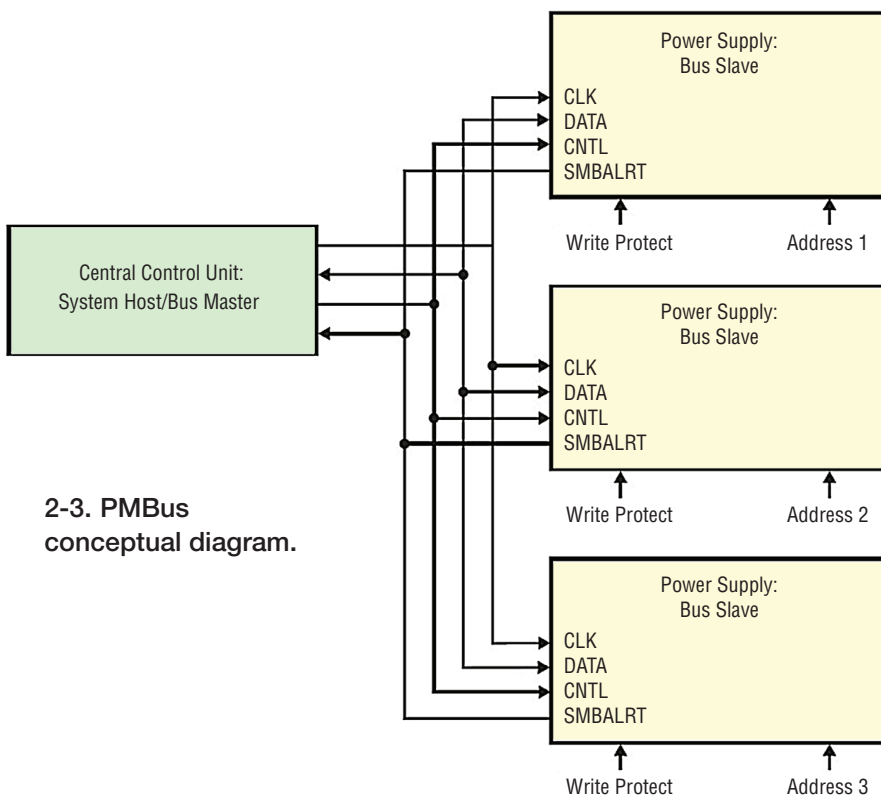 Power Supply:
Bus Slave
CLK
DATA
CNTL
SMBALRT
Write Protect
Address 1
Central Control Unit:
System Host/Bus Master
Power Supply:
Bus Slave
CLK
DATA
CNTL
SMBALRT
Write Protect
Address 2
2-3. PMBus
conceptual diagram.
Power Supply:
Bus Slave
CLK
DATA
CNTL
SMBALRT
Write Protect
Address 3